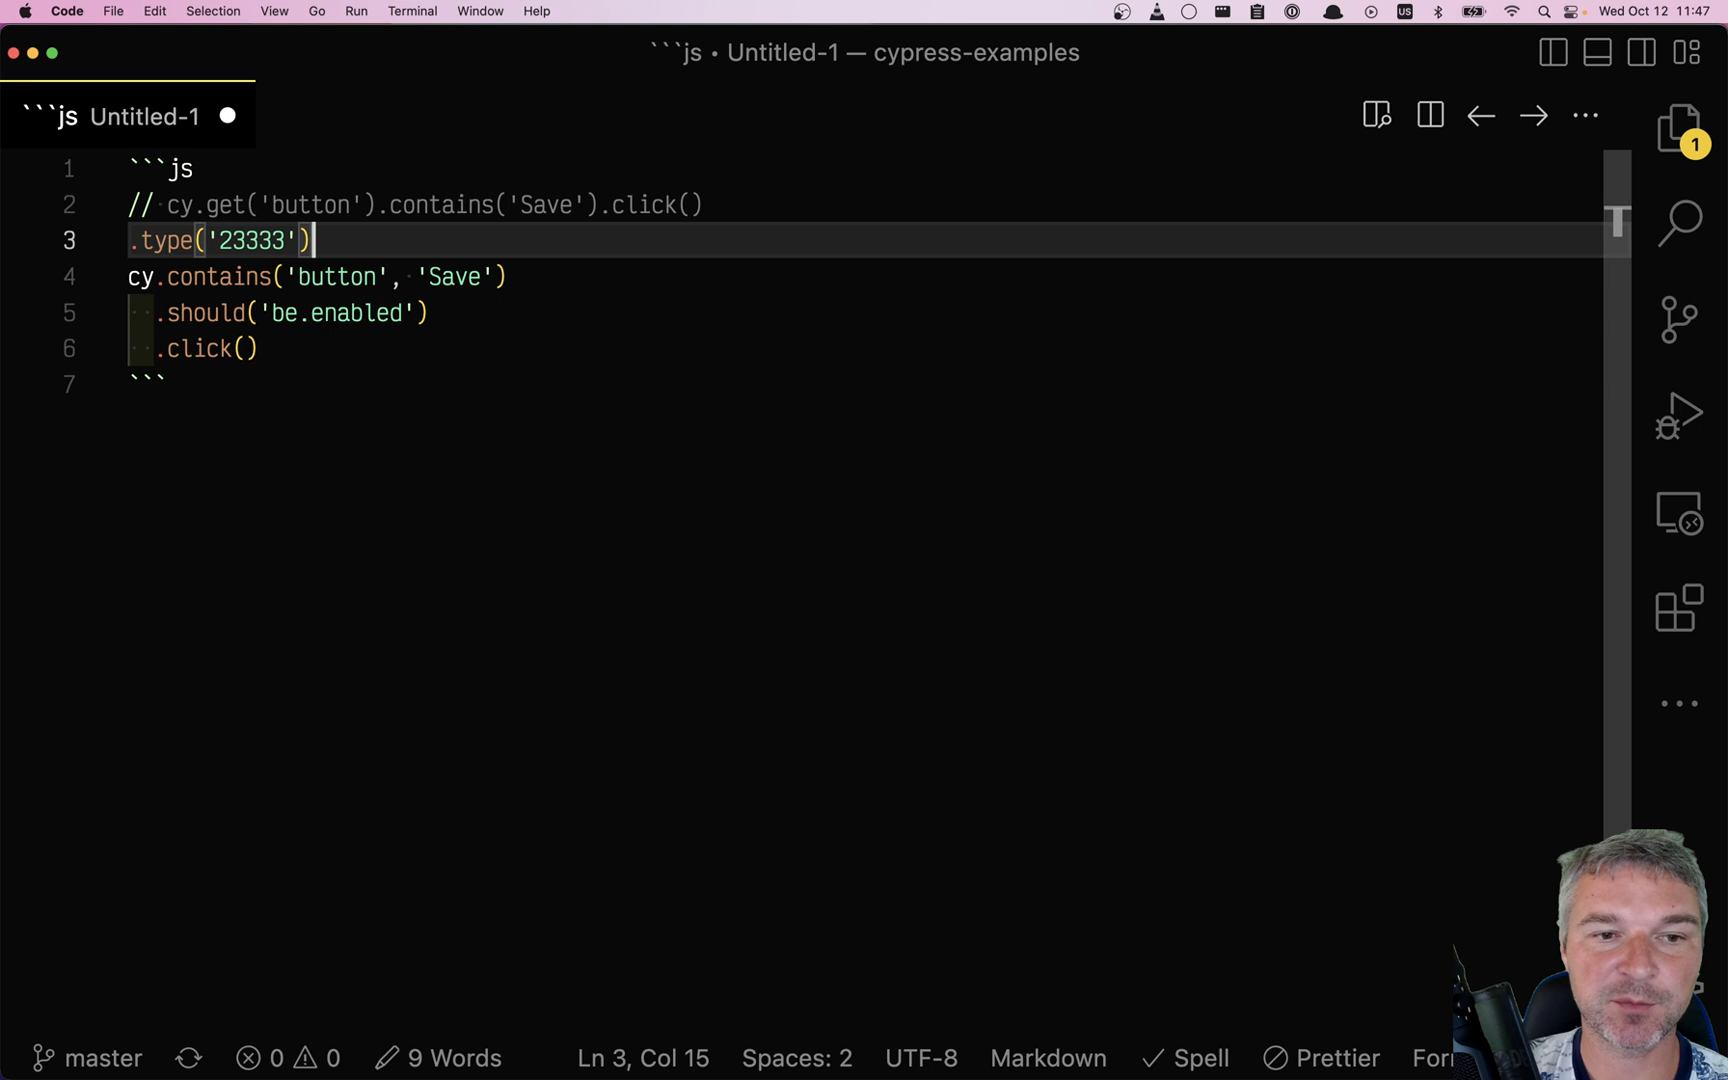 Code File Edit Selection View Go Run Terminal Window Help US Wed Oct 12 11:47
```js • Untitled-1 — cypress-examples
```js Untitled-1
1
1 ```js
2 // cy.get('button').contains('Save').click()
3 .type('23333')
4 cy.contains('button', 'Save')
5 .should('be.enabled')
6 .click()
7 ```
master 0 0 9 Words Ln 3, Col 15 Spaces: 2 UTF-8 Markdown Spell Prettier